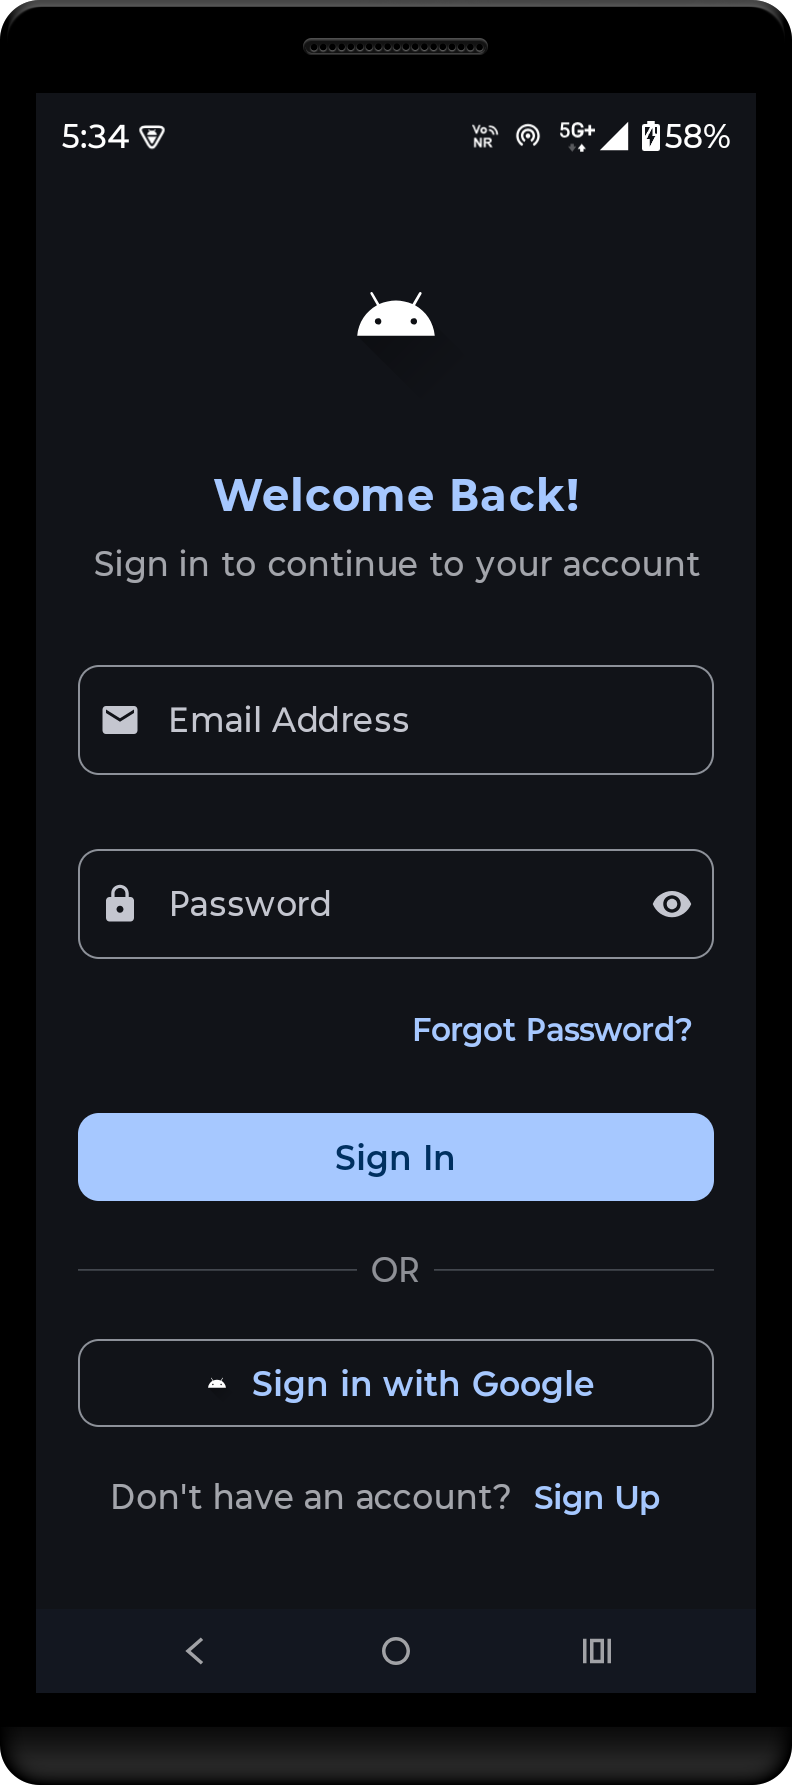 5:34 Vo NR 5G+ 58%
Welcome Back!
Sign in to continue to your account
Email Address
Password
Forgot Password?
Sign In
OR
Sign in with Google
Don't have an account? Sign Up